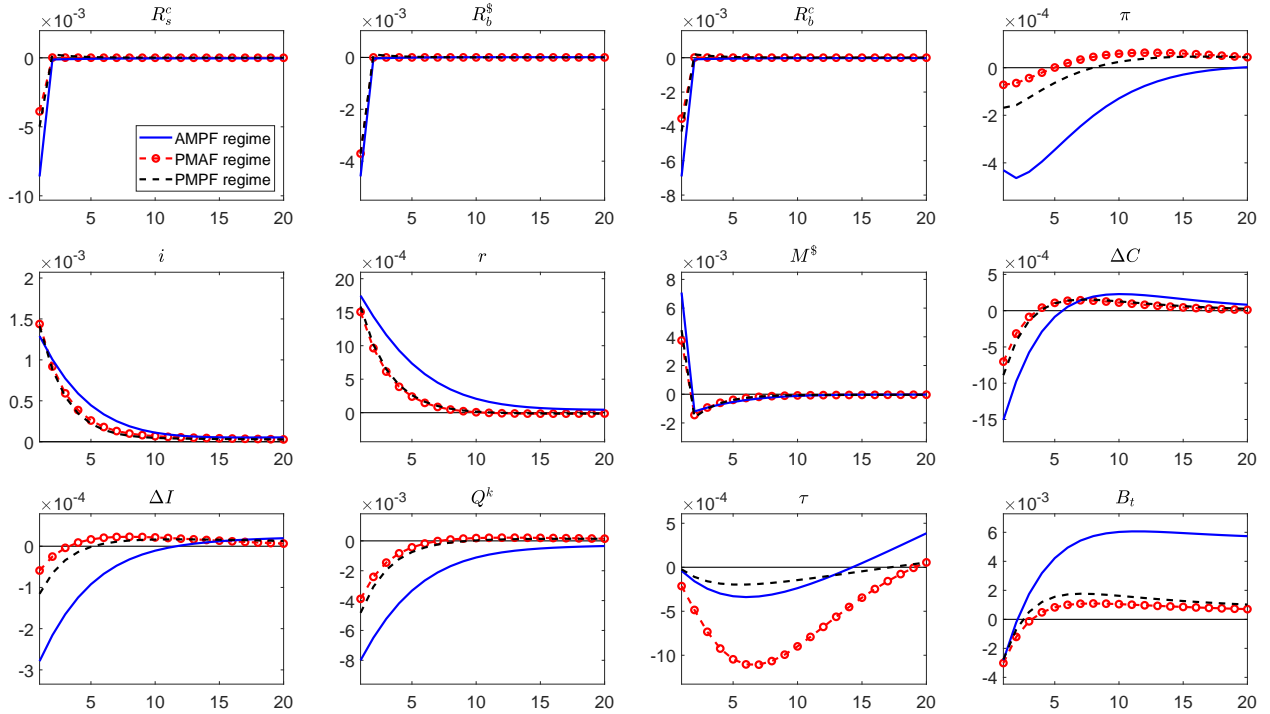 ×10⁻³ R_s^c
0
-5
-10
5 10 15 20
AMPF regime
PMAF regime
PMPF regime
×10⁻³ R_b^$
0
-2
-4
5 10 15 20
×10⁻³ R_b^c
0
-2
-4
-6
-8
5 10 15 20
×10⁻⁴ π
0
-2
-4
5 10 15 20
×10⁻³ i
2
1.5
1
0.5
0
5 10 15 20
×10⁻⁴ r
20
15
10
5
0
5 10 15 20
×10⁻³ M^$
8
6
4
2
0
-2
5 10 15 20
×10⁻⁴ ΔC
5
0
-5
-10
-15
5 10 15 20
×10⁻⁴ ΔI
0
-1
-2
-3
5 10 15 20
×10⁻³ Q^k
0
-2
-4
-6
-8
5 10 15 20
×10⁻⁴ τ
5
0
-5
-10
5 10 15 20
×10⁻³ B_t
6
4
2
0
-2
-4
5 10 15 20